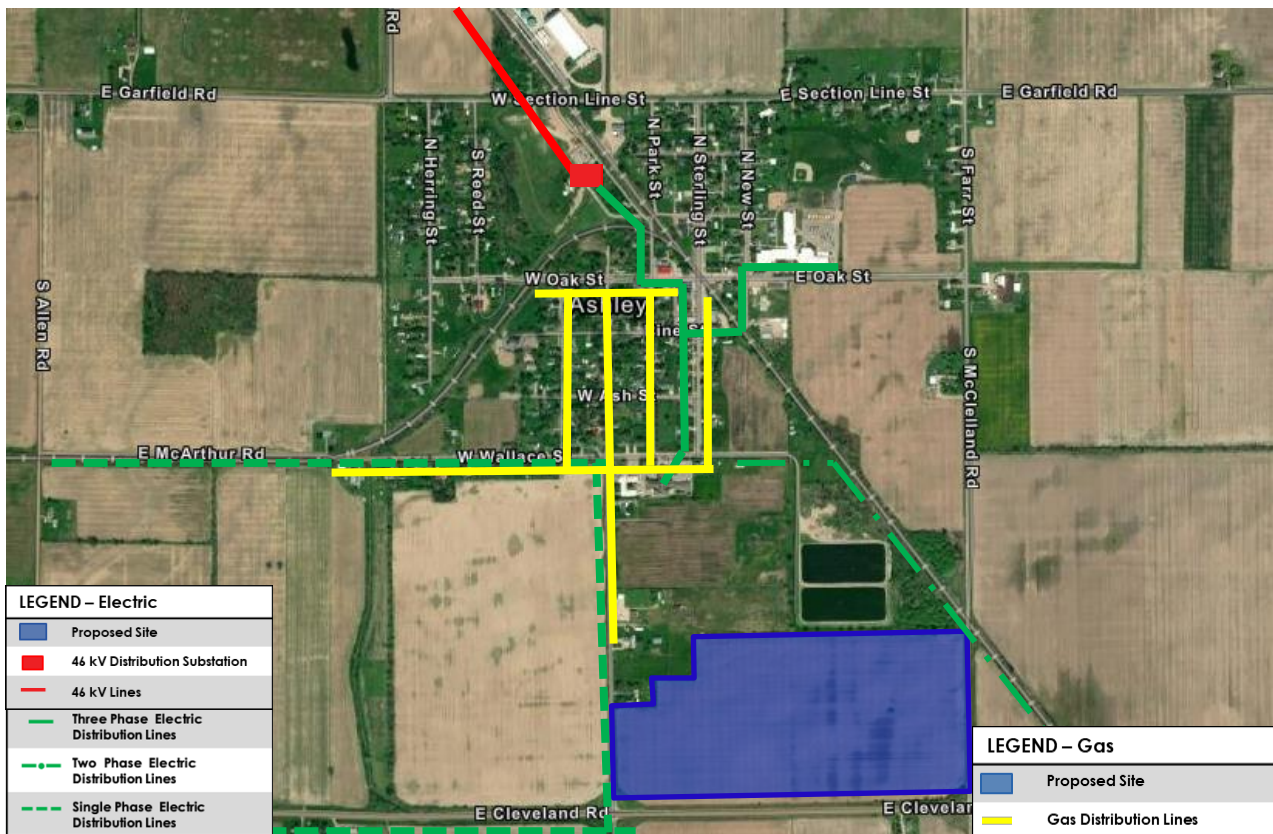 Rd
E Garfield Rd
W Section Line St
E Section Line St
E Garfield Rd
N Herring St
S Reed St
N Park St
N Sterling St
N New St
S Farr St
S Allen Rd
W Oak St
E Oak St
Ashley
ine St
W Ash St
S McClelland Rd
E McArthur Rd
W Wallace S
LEGEND – Electric
Proposed Site
46 kV Distribution Substation
46 kV Lines
Three Phase Electric
Distribution Lines
Two Phase Electric
Distribution Lines
Single Phase Electric
Distribution Lines
E Cleveland Rd
E Clevelan
LEGEND – Gas
Proposed Site
Gas Distribution Lines